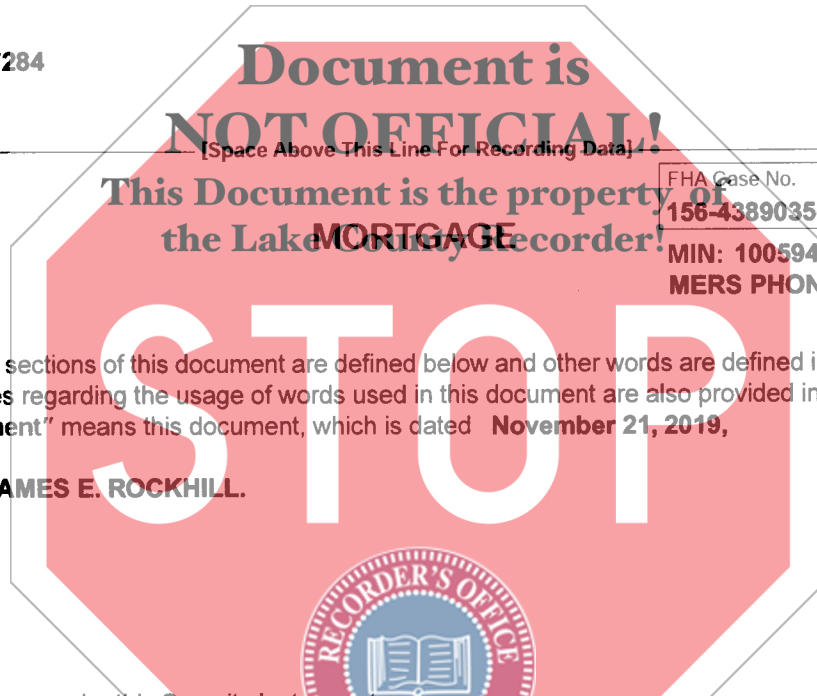 284
Document is
NOT OFFICIAL!
[Space Above This Line For Recording Data]
This Document is the property of
the Lake County Recorder!
FHA Case No.
156-4389035
MORTGAGE
MIN: 100594
MERS PHON
STOP
sections of this document are defined below and other words are defined i
s regarding the usage of words used in this document are also provided in
ent” means this document, which is dated November 21, 2019,
AMES E. ROCKHILL.
RECORDER'S OFFICE